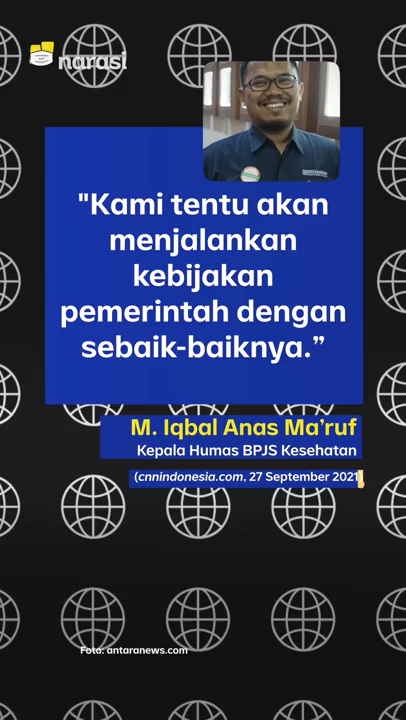 narasi
"Kami tentu akan
menjalankan
kebijakan
pemerintah dengan
sebaik-baiknya.”
M. Iqbal Anas Ma’ruf
Kepala Humas BPJS Kesehatan
(cnnindonesia.com, 27 September 2021)
Foto: antaranews.com